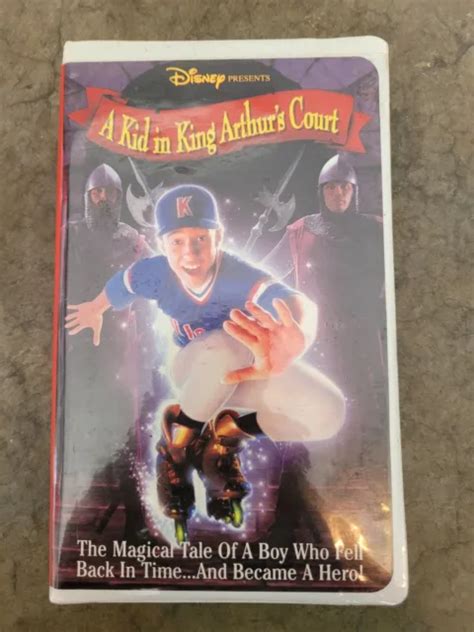 Disney PRESENTS
A Kid in King Arthur's Court
K
The Magical Tale Of A Boy Who Fell
Back In Time...And Became A Hero!